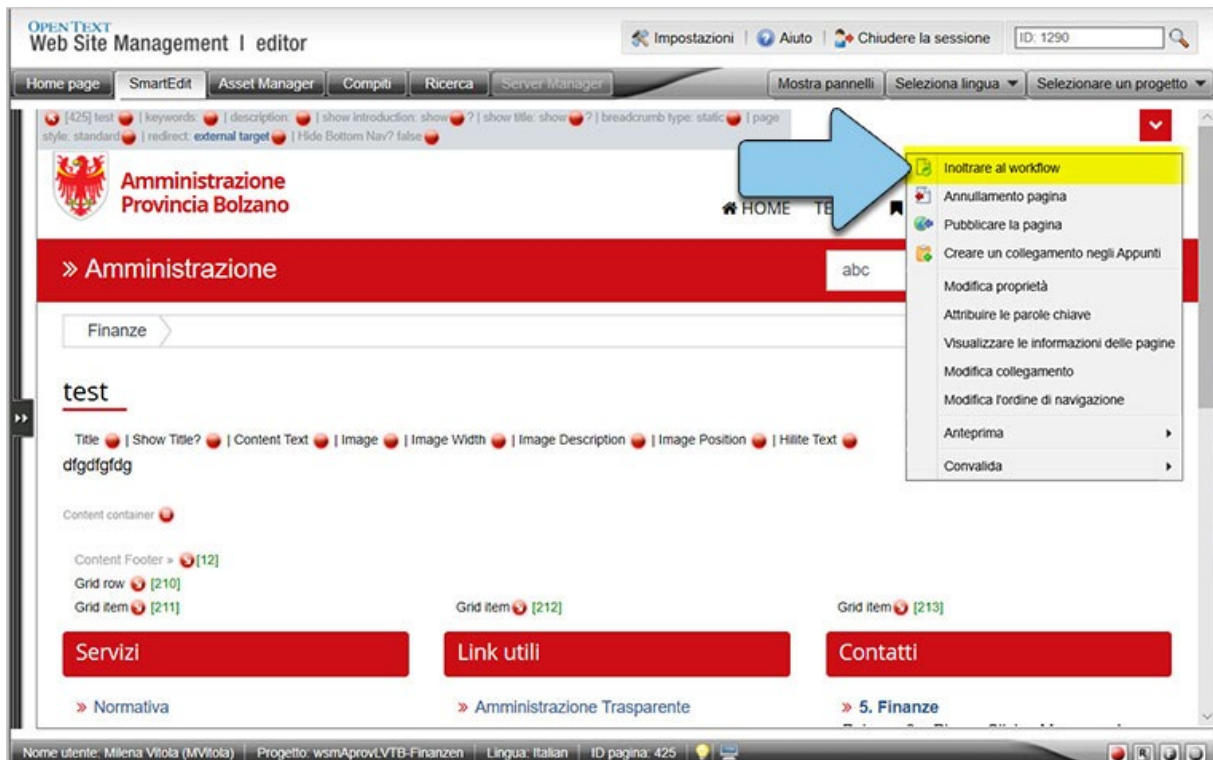 OPEN TEXT
Web Site Management | editor
Impostazioni | Aiuto | Chiudere la sessione
ID: 1290
Home page SmartEdit Asset Manager Compiti Ricerca Server Manager
Mostra pannelli Seleziona lingua Selezionare un progetto
[425] test | keywords: | description: | show introduction: show ? | show title: show ? | breadcrumb type: static | page
style: standard | redirect: external target | Hide Bottom Nav? false
Amministrazione
Provincia Bolzano
HOME
Inoltrare al workflow
Annullamento pagina
Pubblicare la pagina
Creare un collegamento negli Appunti
Modifica proprietà
Attribuire le parole chiave
Visualizzare le informazioni delle pagine
Modifica collegamento
Modifica l'ordine di navigazione
Anteprima
Convalida
» Amministrazione
abc
Finanze
test
Title | Show Title? | Content Text | Image | Image Width | Image Description | Image Position | Hilite Text
dfgdfgfdg
Content container
Content Footer » [12]
Grid row [210]
Grid item [211] Grid item [212] Grid item [213]
Servizi Link utili Contatti
» Normativa » Amministrazione Trasparente » 5. Finanze
Nome utente: Milena Vitola (MVitola) Progetto: wsmAprovLVTB-Finanzen Lingua: Italian ID pagina: 425